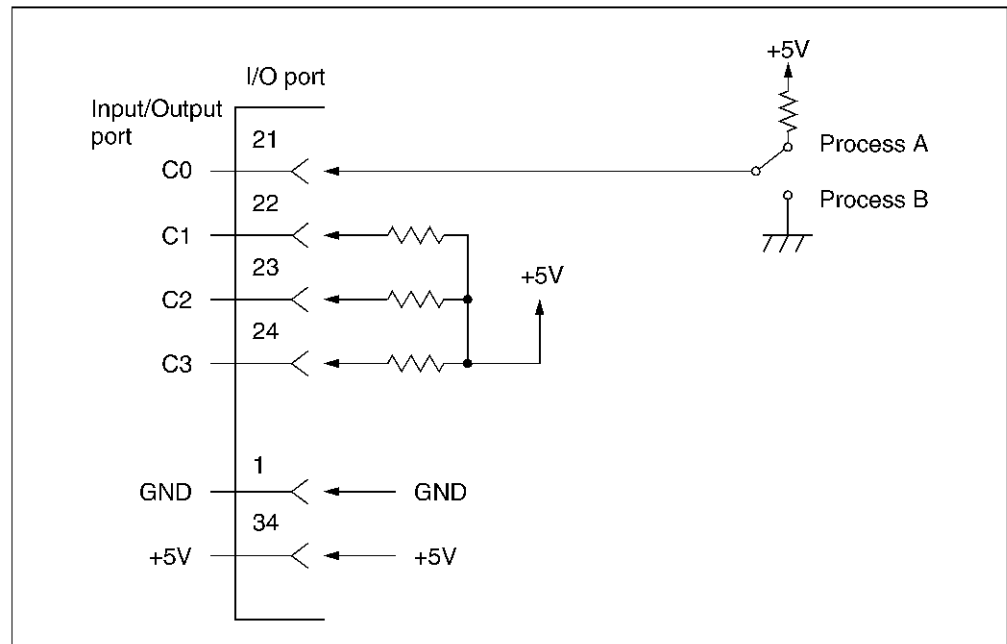 +5V
I/O port
Input/Output
port
21
Process A
C0
Process B
22
C1
23
+5V
C2
24
C3
1
GND
GND
34
+5V
+5V